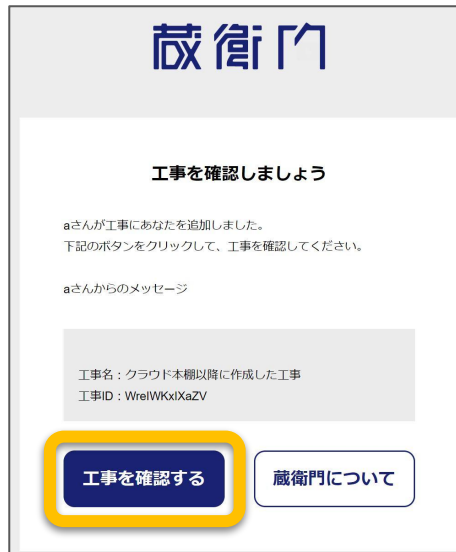 蔵衛門
工事を確認しましょう
aさんが工事にあなたを追加しました。
下記のボタンをクリックして、工事を確認してください。
aさんからのメッセージ
工事名：クラウド本棚以降に作成した工事
工事ID：WreIWKxIXaZV
工事を確認する
蔵衛門について